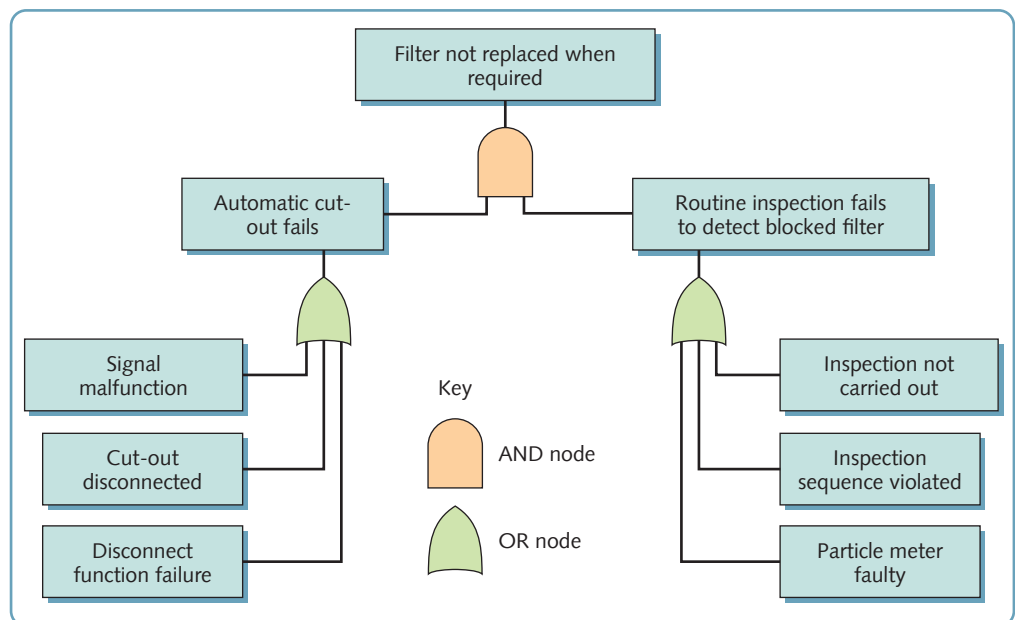 Filter not replaced when
required
Automatic cut-
out fails
Routine inspection fails
to detect blocked filter
Signal
malfunction
Cut-out
disconnected
Disconnect
function failure
Key
AND node
OR node
Inspection not
carried out
Inspection
sequence violated
Particle meter
faulty